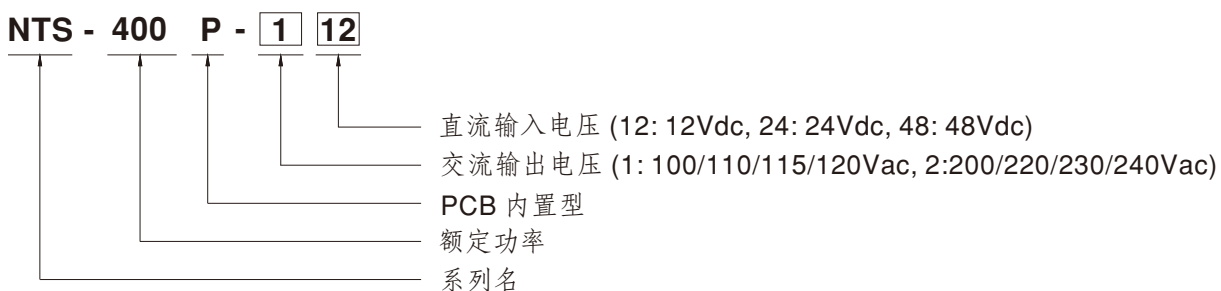 NTS - 400 P - 1 12
直流输入电压 (12: 12Vdc, 24: 24Vdc, 48: 48Vdc)
交流输出电压 (1: 100/110/115/120Vac, 2:200/220/230/240Vac)
PCB 内置型
额定功率
系列名